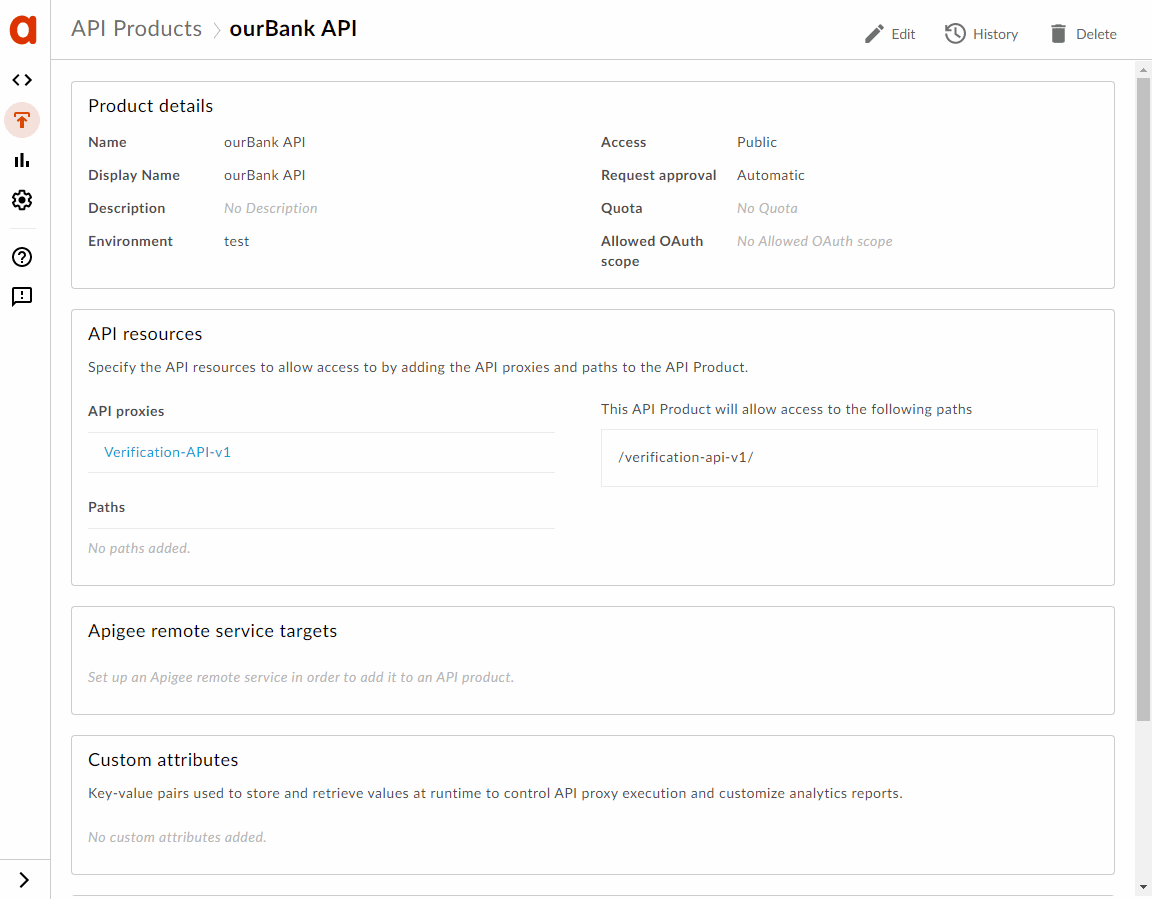 API Products > ourBank API
Edit
History
Delete
Product details
Name ourBank API
Display Name ourBank API
Description No Description
Environment test
Access Public
Request approval Automatic
Quota No Quota
Allowed OAuth scope No Allowed OAuth scope
API resources
Specify the API resources to allow access to by adding the API proxies and paths to the API Product.
API proxies
Verification-API-v1
Paths
No paths added.
This API Product will allow access to the following paths
/verification-api-v1/
Apigee remote service targets
Set up an Apigee remote service in order to add it to an API product.
Custom attributes
Key-value pairs used to store and retrieve values at runtime to control API proxy execution and customize analytics reports.
No custom attributes added.